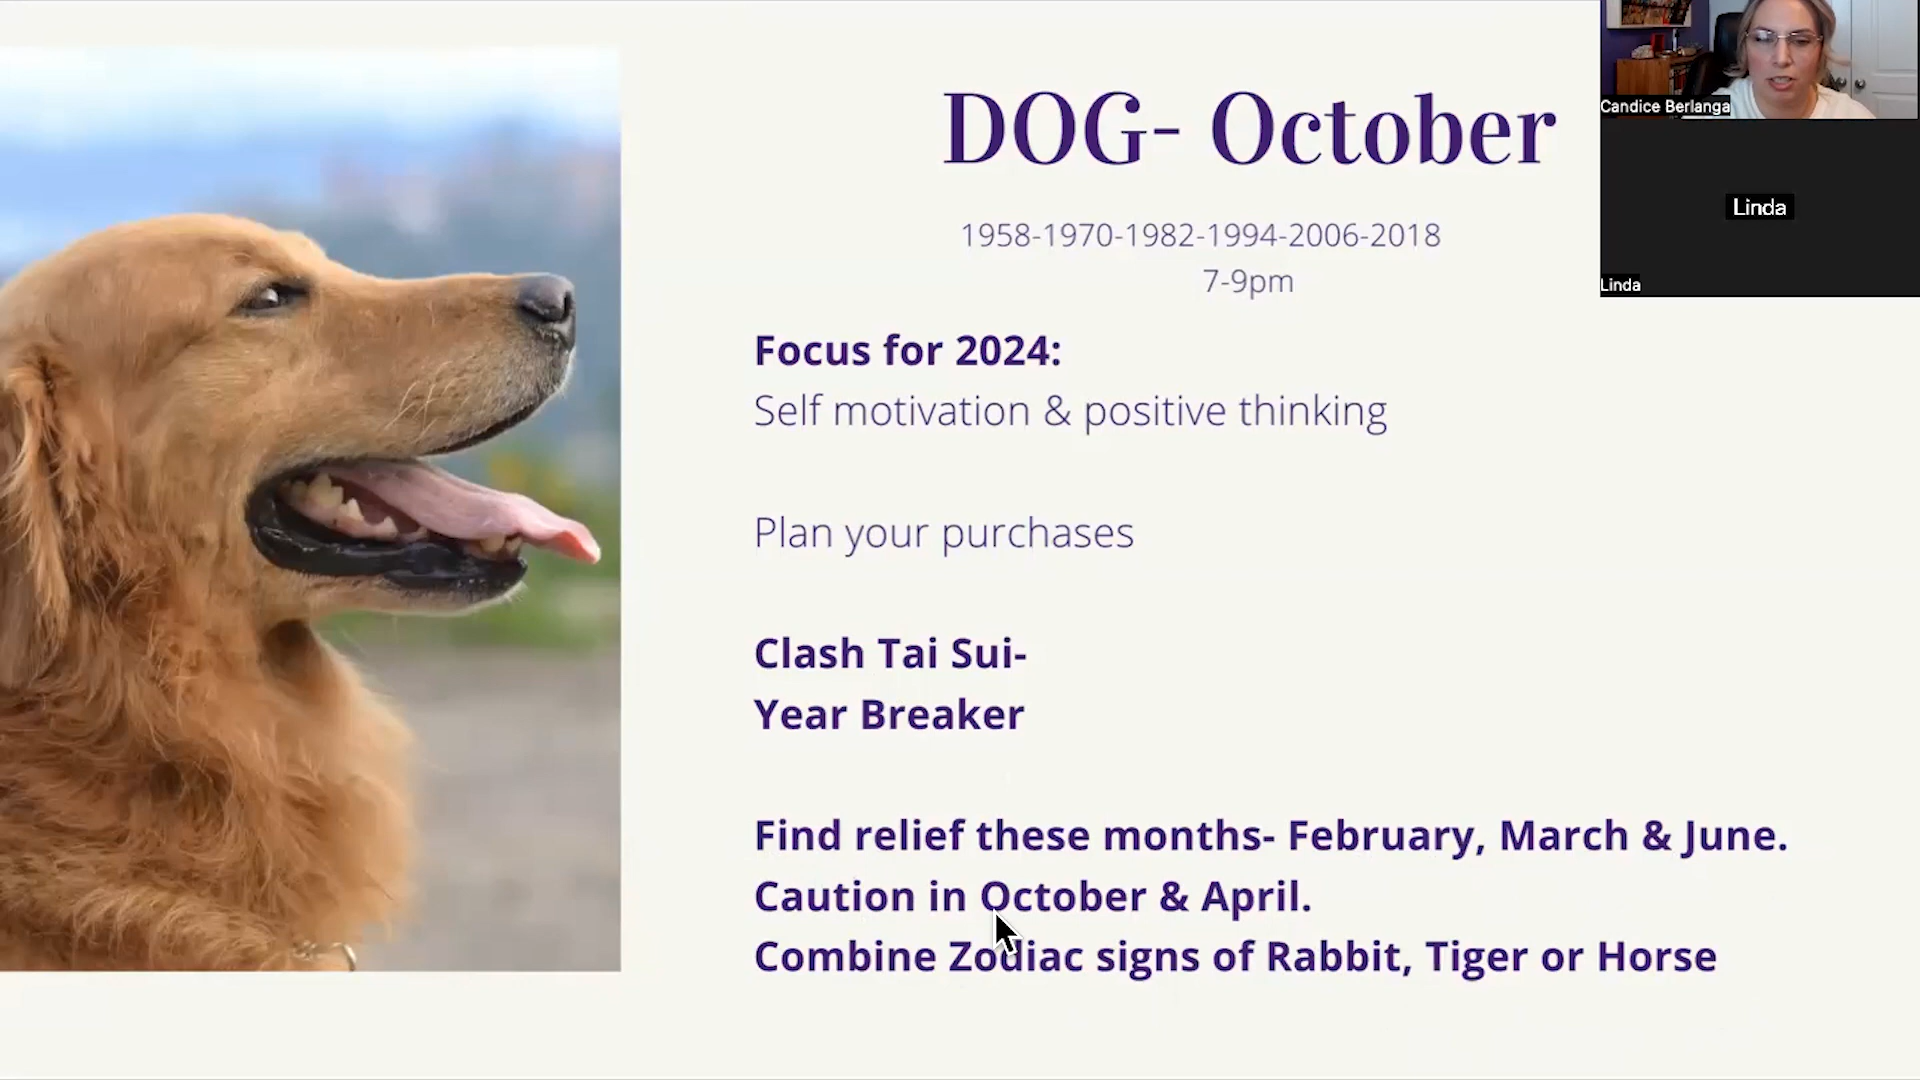 DOG- October
1958-1970-1982-1994-2006-2018
7-9pm
Focus for 2024:
Self motivation & positive thinking
Plan your purchases
Clash Tai Sui-
Year Breaker
Find relief these months- February, March & June.
Caution in October & April.
Combine Zodiac signs of Rabbit, Tiger or Horse
Candice Berlanga
Linda
Linda